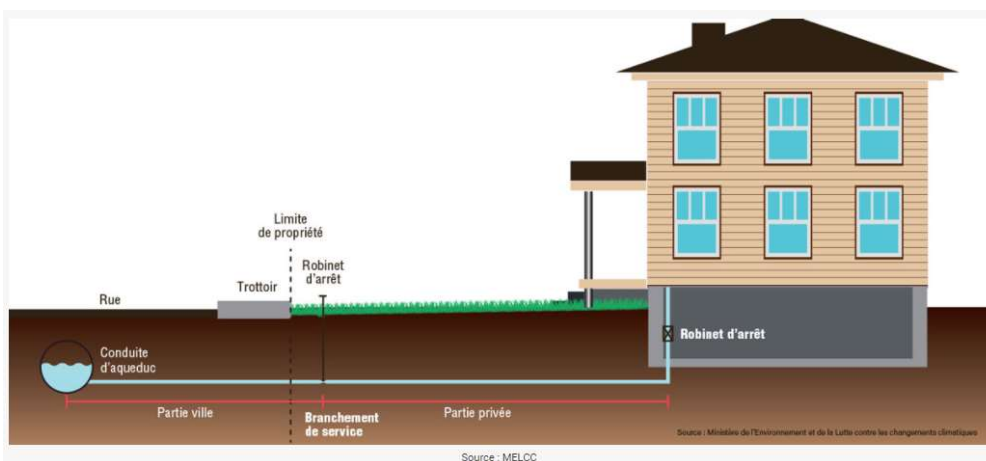 Limite
de propriété
Robinet
d'arrêt
Trottoir
Rue
Conduite
d'aqueduc
Robinet d'arrêt
Partie ville
Branchement
de service
Partie privée
Source : Ministère de l'Environnement et de la Lutte contre les changements climatiques
Source : MELCC